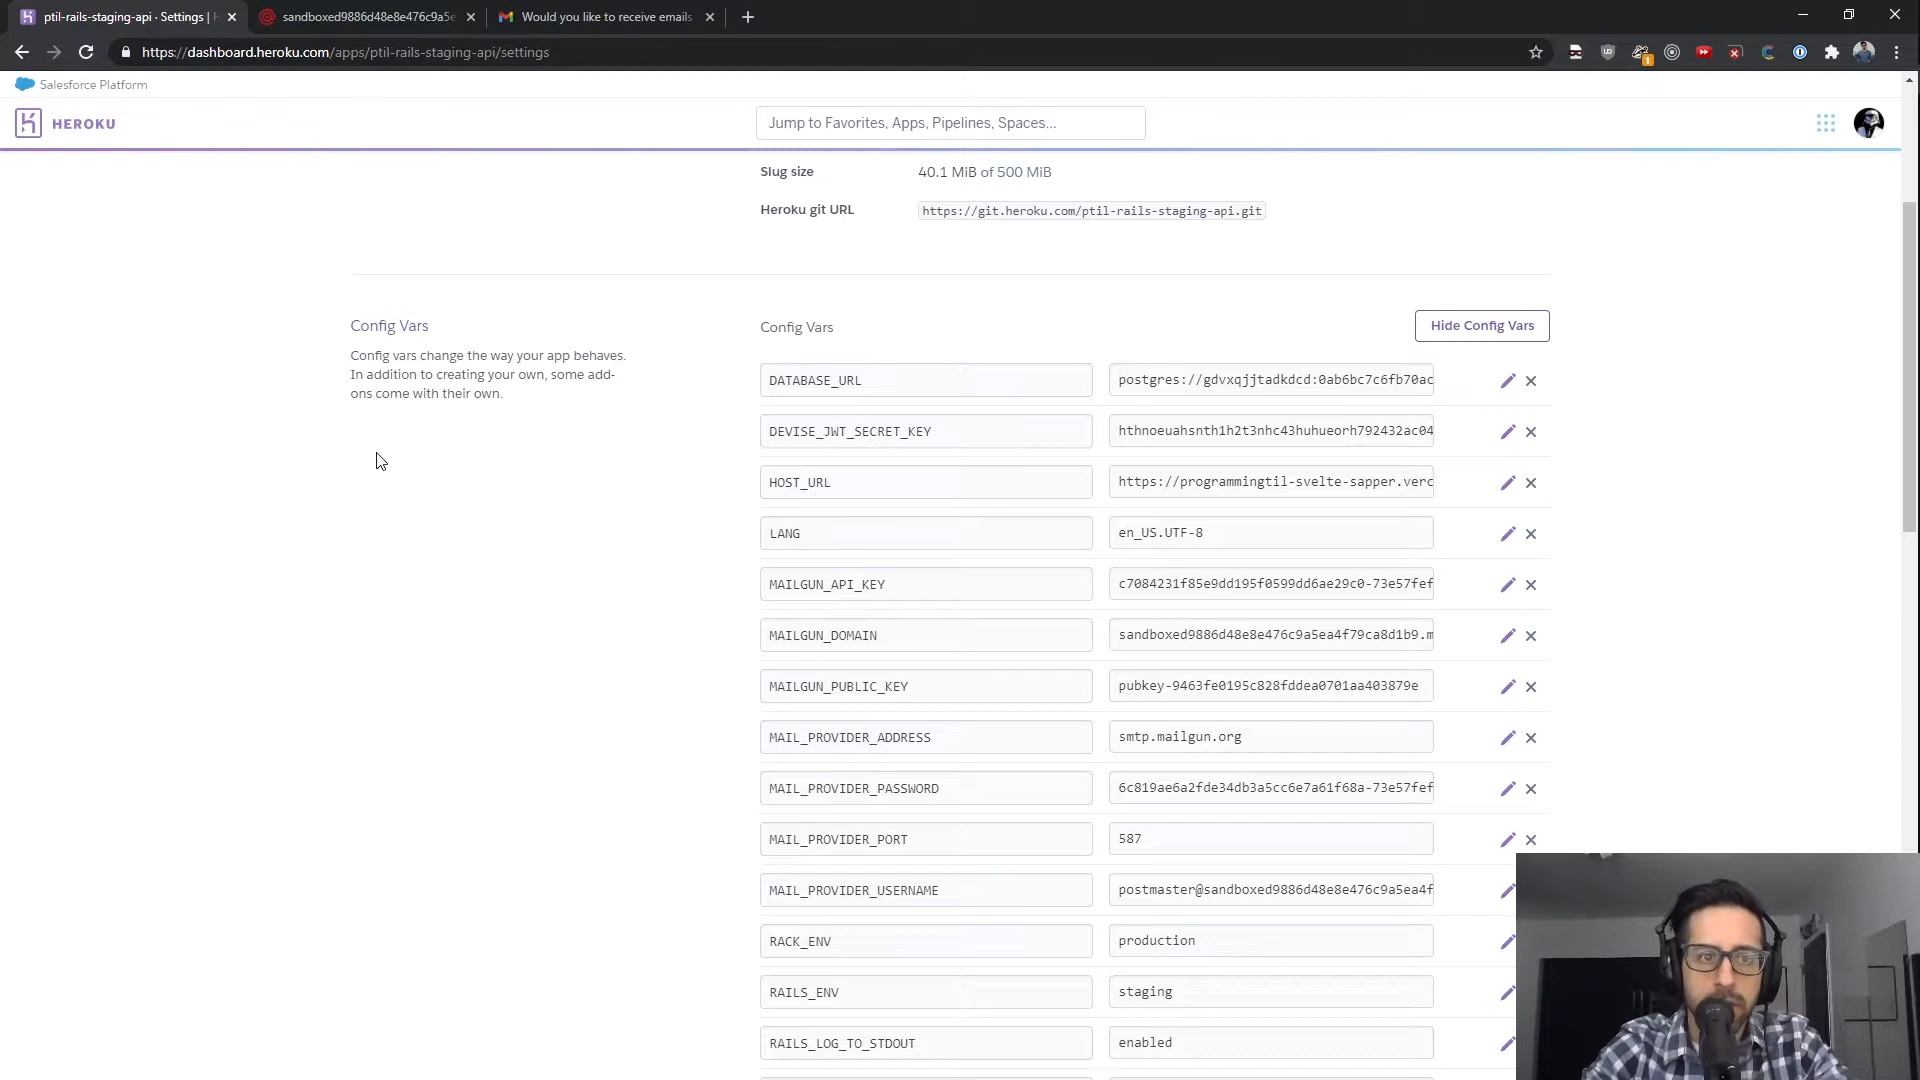 ptil-rails-staging-api · Settings |
sandboxed9886d48e8e476c9a5e
Would you like to receive emails
https://dashboard.heroku.com/apps/ptil-rails-staging-api/settings
1
Salesforce Platform
HEROKU
Jump to Favorites, Apps, Pipelines, Spaces...
Slug size
40.1 MiB of 500 MiB
Heroku git URL
https://git.heroku.com/ptil-rails-staging-api.git
Config Vars
Config vars change the way your app behaves.
In addition to creating your own, some add-
ons come with their own.
Config Vars
Hide Config Vars
DATABASE_URL
postgres://gdvxqjjtadkdcd:0ab6bc7c6fb70ac
DEVISE_JWT_SECRET_KEY
hthnoeuahsnth1h2t3nhc43huhueorh792432ac04
HOST_URL
https://programmingtil-svelte-sapper.verc
LANG
en_US.UTF-8
MAILGUN_API_KEY
c7084231f85e9dd195f0599dd6ae29c0-73e57fef
MAILGUN_DOMAIN
sandboxed9886d48e8e476c9a5ea4f79ca8d1b9.m
MAILGUN_PUBLIC_KEY
pubkey-9463fe0195c828fddea0701aa403879e
MAIL_PROVIDER_ADDRESS
smtp.mailgun.org
MAIL_PROVIDER_PASSWORD
6c819ae6a2fde34db3a5cc6e7a61f68a-73e57fef
MAIL_PROVIDER_PORT
587
MAIL_PROVIDER_USERNAME
postmaster@sandboxed9886d48e8e476c9a5ea4f
RACK_ENV
production
RAILS_ENV
staging
RAILS_LOG_TO_STDOUT
enabled